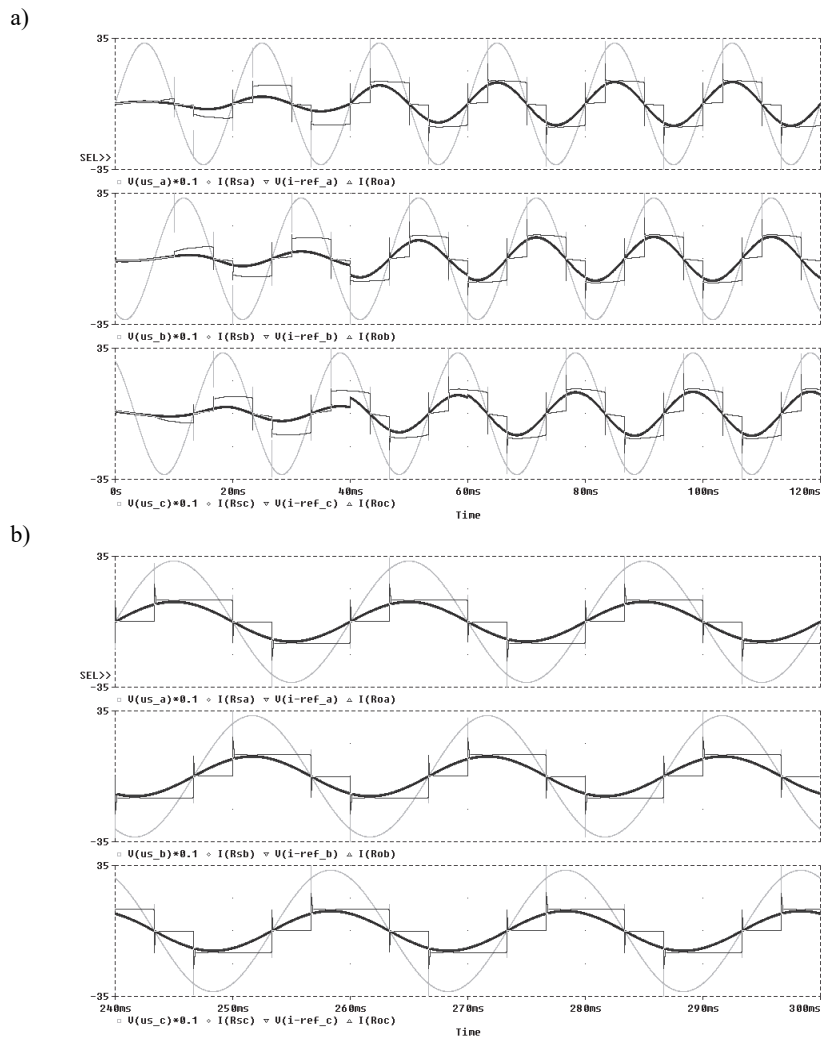 a)
35
SEL>>
-35
□ V(us_a)*0.1 ◇ I(Rsa) ▽ V(i-ref_a) △ I(Roa)
35
-35
□ V(us_b)*0.1 ◇ I(Rsb) ▽ V(i-ref_b) △ I(Rob)
35
-35
0s 20ms 40ms 60ms 80ms 100ms 120ms
□ V(us_c)*0.1 ◇ I(Rsc) ▽ V(i-ref_c) △ I(Roc)
Time
b)
35
SEL>>
-35
□ V(us_a)*0.1 ◇ I(Rsa) ▽ V(i-ref_a) △ I(Roa)
35
-35
□ V(us_b)*0.1 ◇ I(Rsb) ▽ V(i-ref_b) △ I(Rob)
35
-35
240ms 250ms 260ms 270ms 280ms 290ms 300ms
□ V(us_c)*0.1 ◇ I(Rsc) ▽ V(i-ref_c) △ I(Roc)
Time